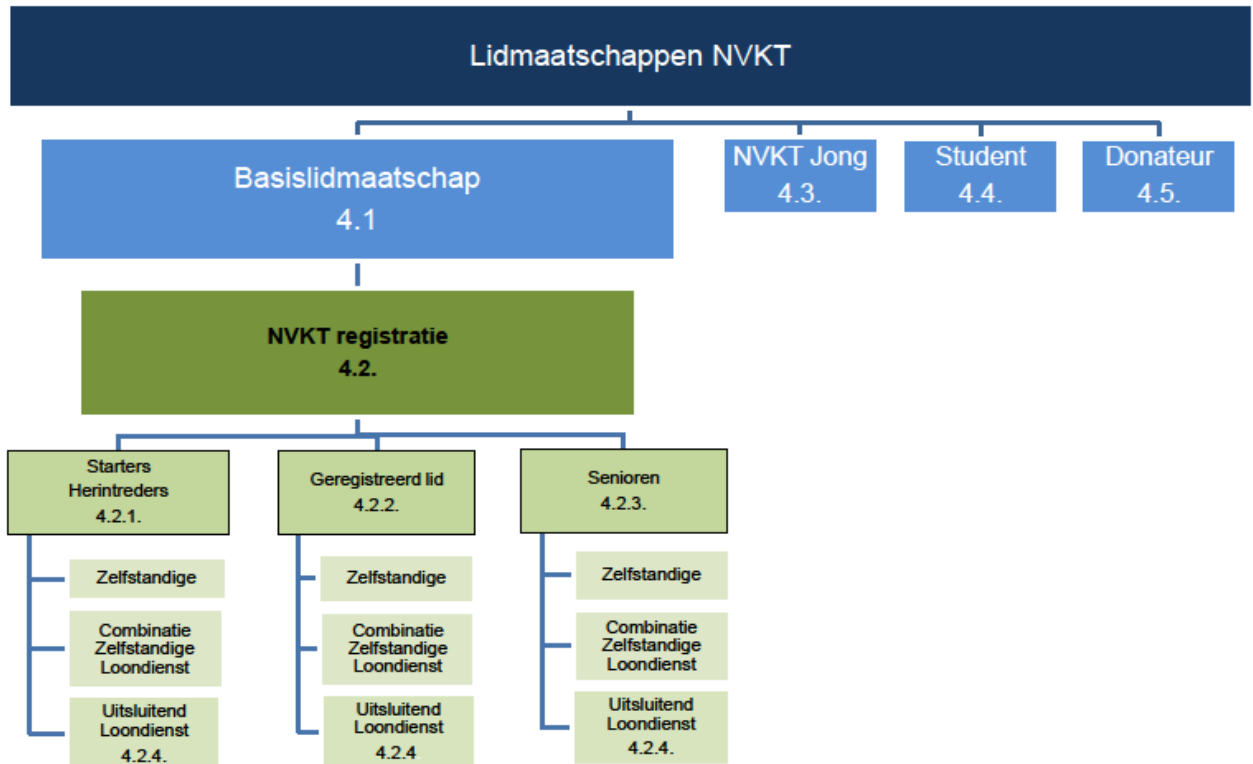 Lidmaatschappen NVKT
Basislidmaatschap
4.1
NVKT Jong
4.3.
Student
4.4.
Donateur
4.5.
NVKT registratie
4.2.
Starters
Herintreders
4.2.1.
Geregistreerd lid
4.2.2.
Senioren
4.2.3.
Zelfstandige
Combinatie
Zelfstandige
Loondienst
Uitsluitend
Loondienst
4.2.4.
Zelfstandige
Combinatie
Zelfstandige
Loondienst
Uitsluitend
Loondienst
4.2.4
Zelfstandige
Combinatie
Zelfstandige
Loondienst
Uitsluitend
Loondienst
4.2.4.